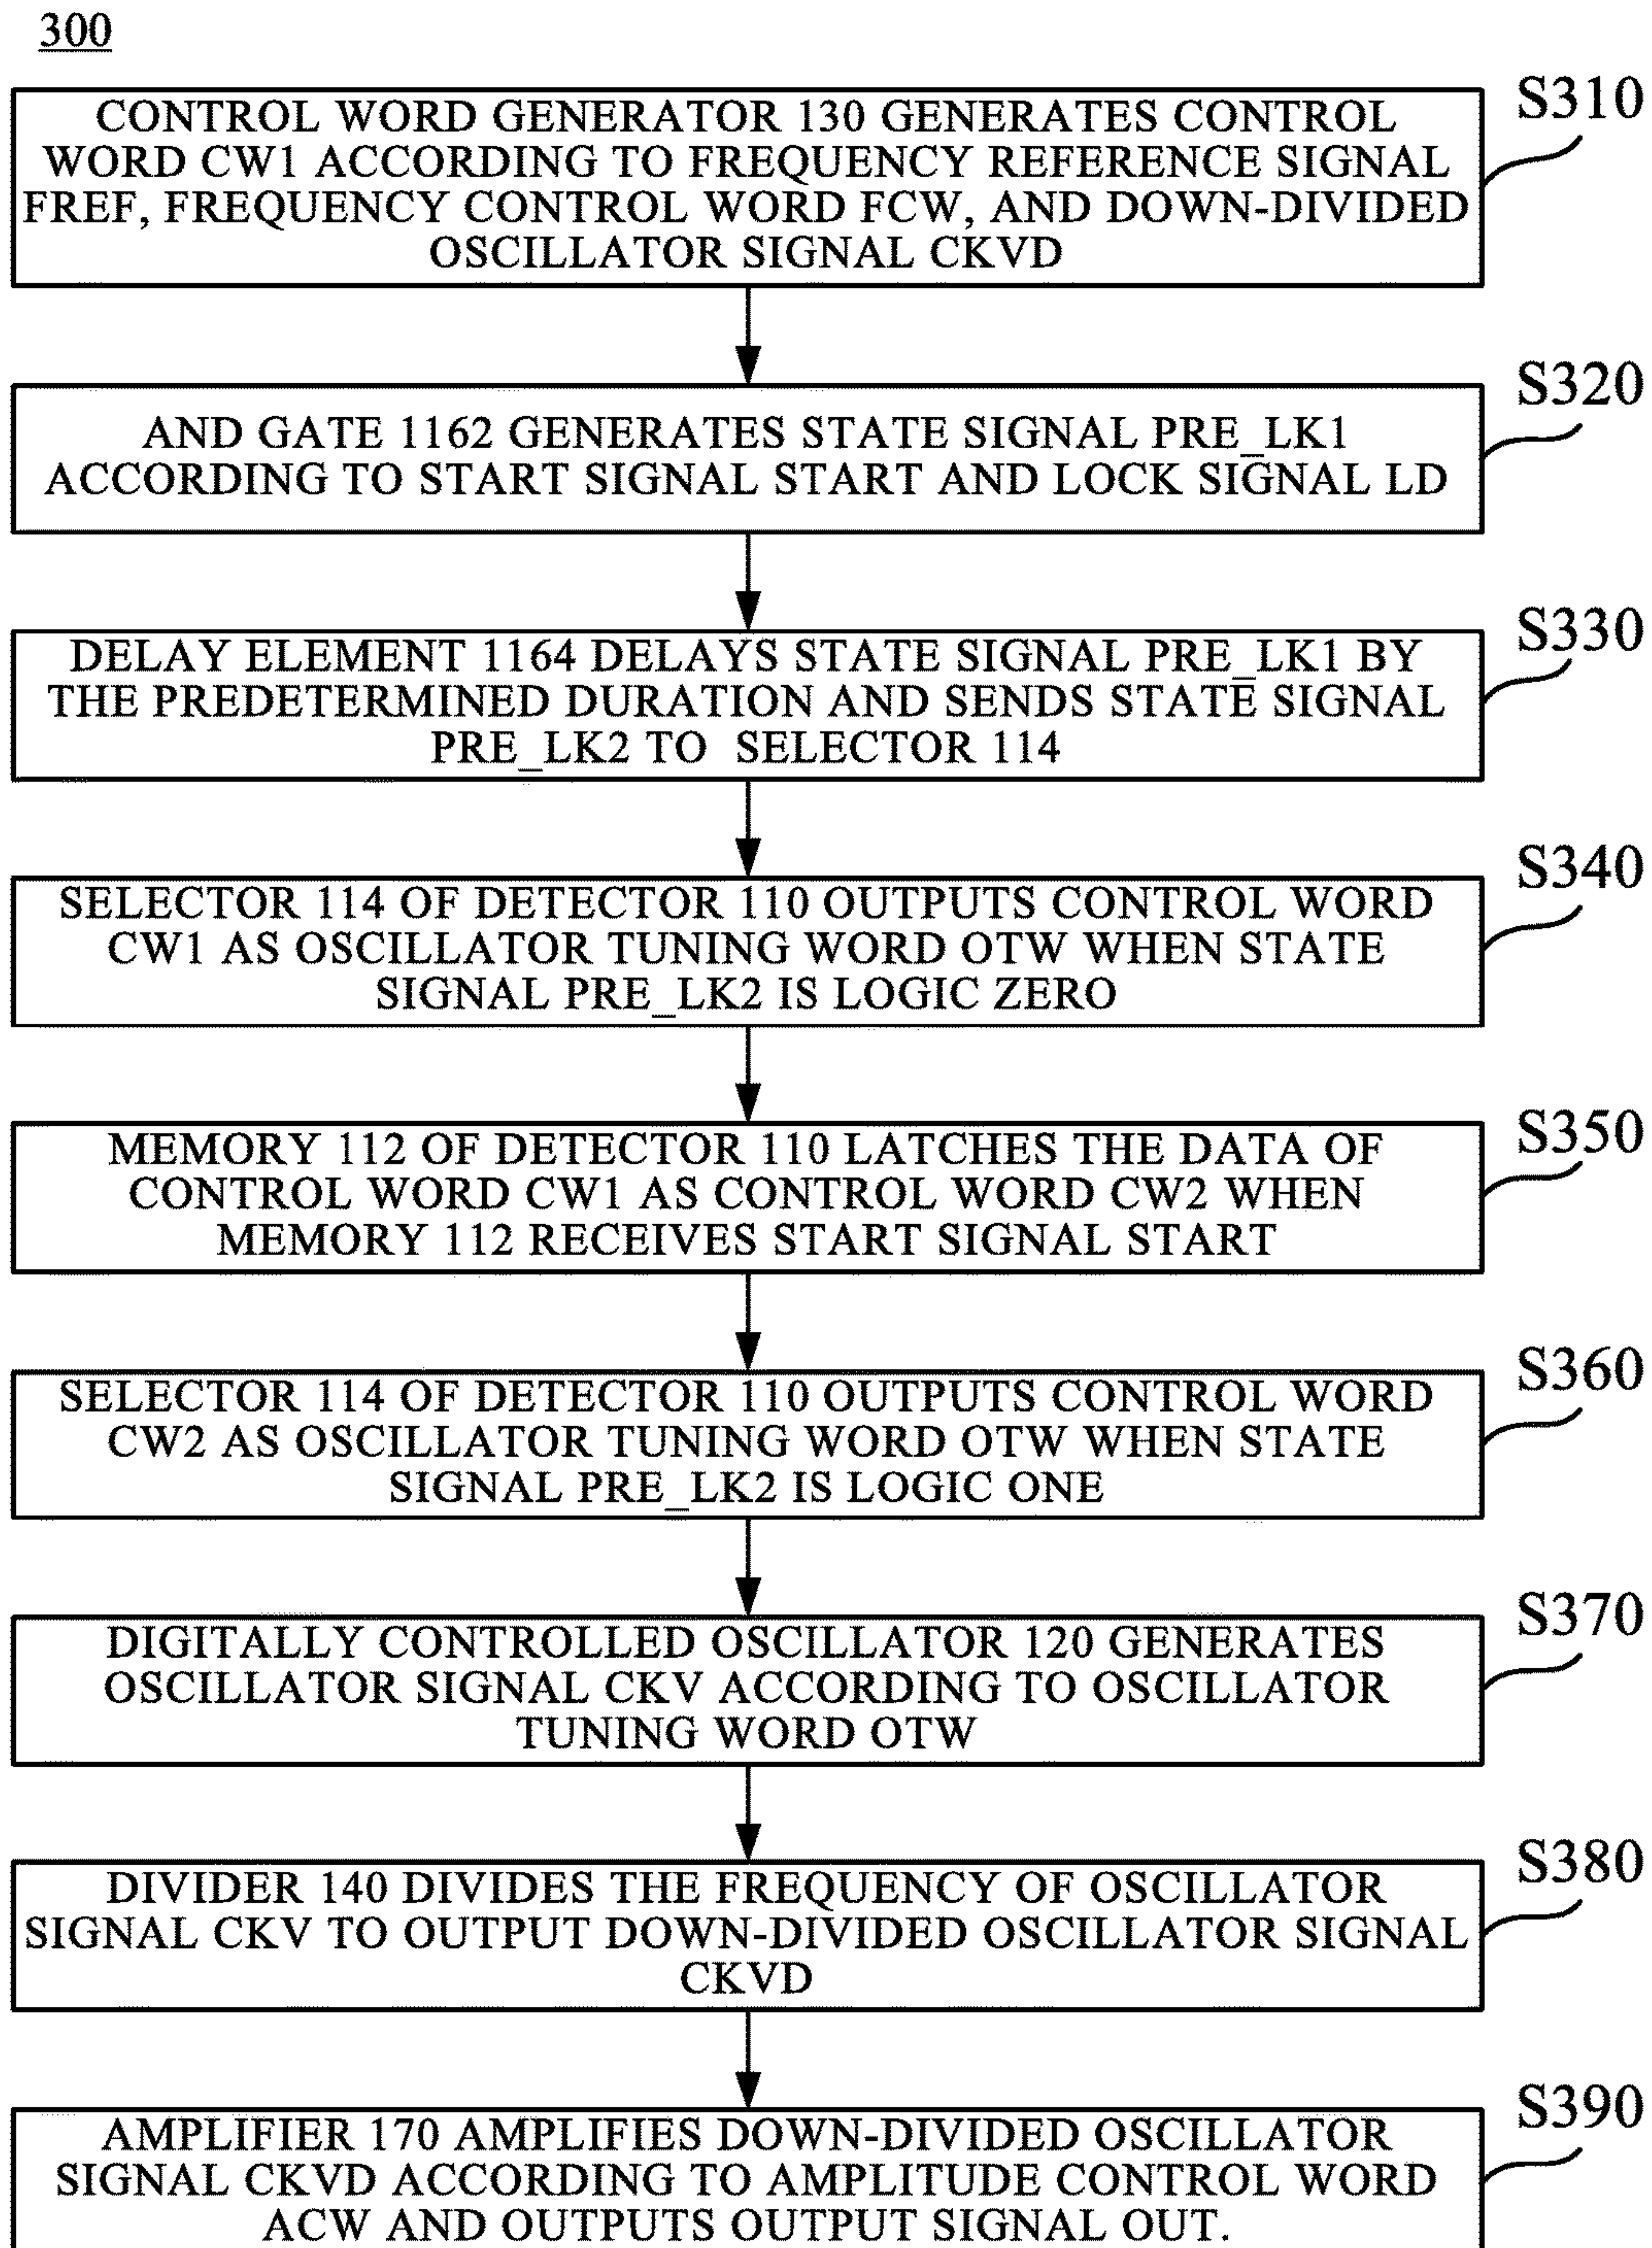 300
S310
CONTROL WORD GENERATOR 130 GENERATES CONTROL
WORD CW1 ACCORDING TO FREQUENCY REFERENCE SIGNAL
FREF, FREQUENCY CONTROL WORD FCW, AND DOWN-DIVIDED
OSCILLATOR SIGNAL CKVD
S320
AND GATE 1162 GENERATES STATE SIGNAL PRE_LK1
ACCORDING TO START SIGNAL START AND LOCK SIGNAL LD
S330
DELAY ELEMENT 1164 DELAYS STATE SIGNAL PRE_LK1 BY
THE PREDETERMINED DURATION AND SENDS STATE SIGNAL
PRE_LK2 TO SELECTOR 114
S340
SELECTOR 114 OF DETECTOR 110 OUTPUTS CONTROL WORD
CW1 AS OSCILLATOR TUNING WORD OTW WHEN STATE
SIGNAL PRE_LK2 IS LOGIC ZERO
S350
MEMORY 112 OF DETECTOR 110 LATCHES THE DATA OF
CONTROL WORD CW1 AS CONTROL WORD CW2 WHEN
MEMORY 112 RECEIVES START SIGNAL START
S360
SELECTOR 114 OF DETECTOR 110 OUTPUTS CONTROL WORD
CW2 AS OSCILLATOR TUNING WORD OTW WHEN STATE
SIGNAL PRE_LK2 IS LOGIC ONE
S370
DIGITALLY CONTROLLED OSCILLATOR 120 GENERATES
OSCILLATOR SIGNAL CKV ACCORDING TO OSCILLATOR
TUNING WORD OTW
S380
DIVIDER 140 DIVIDES THE FREQUENCY OF OSCILLATOR
SIGNAL CKV TO OUTPUT DOWN-DIVIDED OSCILLATOR SIGNAL
CKVD
S390
AMPLIFIER 170 AMPLIFIES DOWN-DIVIDED OSCILLATOR
SIGNAL CKVD ACCORDING TO AMPLITUDE CONTROL WORD
ACW AND OUTPUTS OUTPUT SIGNAL OUT.